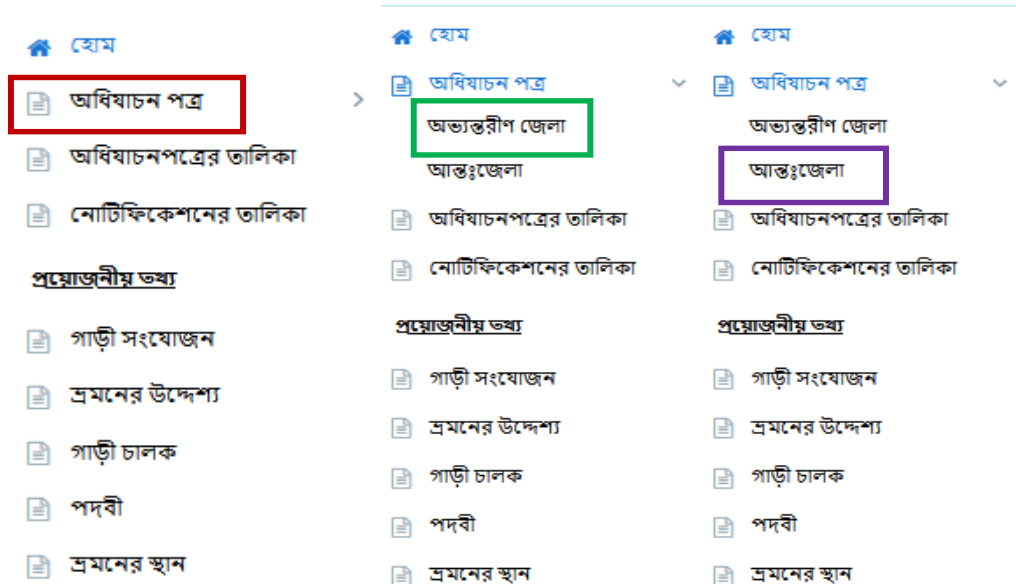 হোম
অধিযাচন পত্র
অধিযাচনপত্রের তালিকা
নোটিফিকেশনের তালিকা
প্রয়োজনীয় তথ্য
গাড়ী সংযোজন
ভ্রমনের উদ্দেশ্য
গাড়ী চালক
পদবী
ভ্রমনের স্থান
হোম
অধিযাচন পত্র
অভ্যন্তরীণ জেলা
আন্তঃজেলা
অধিযাচনপত্রের তালিকা
নোটিফিকেশনের তালিকা
প্রয়োজনীয় তথ্য
গাড়ী সংযোজন
ভ্রমনের উদ্দেশ্য
গাড়ী চালক
পদবী
ভ্রমনের স্থান
হোম
অধিযাচন পত্র
অভ্যন্তরীণ জেলা
আন্তঃজেলা
অধিযাচনপত্রের তালিকা
নোটিফিকেশনের তালিকা
প্রয়োজনীয় তথ্য
গাড়ী সংযোজন
ভ্রমনের উদ্দেশ্য
গাড়ী চালক
পদবী
ভ্রমনের স্থান